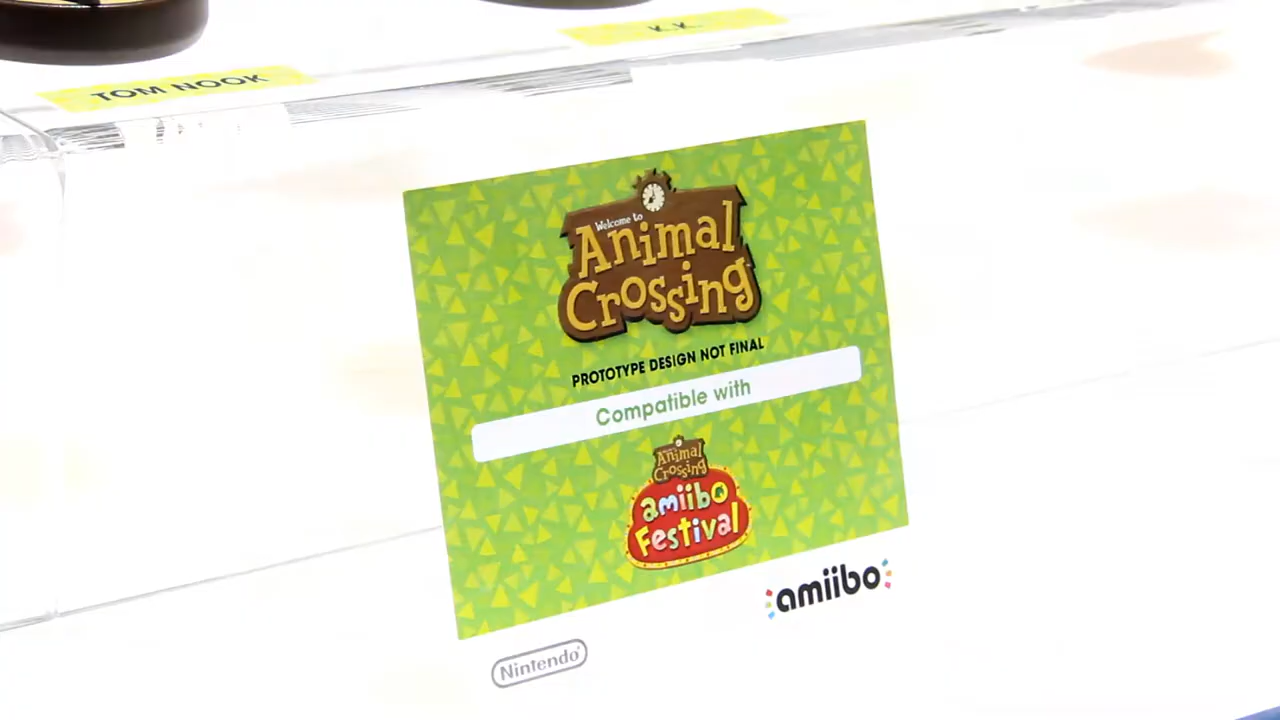 K.K.
TOM NOOK
Welcome to
Animal
Crossing
PROTOTYPE DESIGN NOT FINAL
Compatible with
Animal
Crossing
amiibo
Festival
amiibo
Nintendo